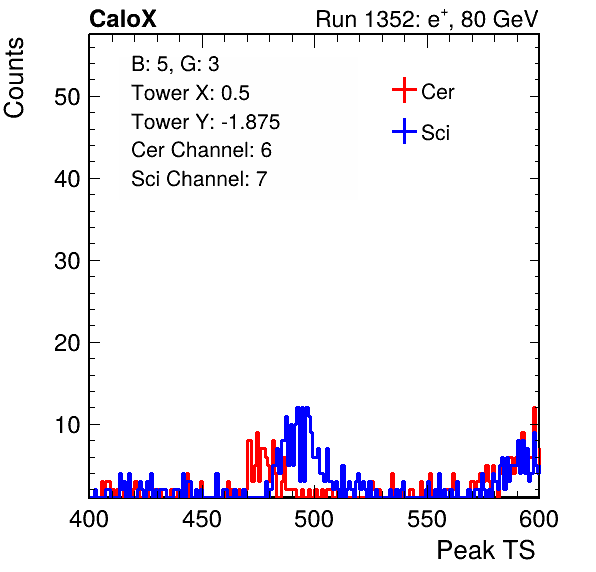 CaloX
Run 1352: e+, 80 GeV
Counts
B: 5, G: 3
Tower X: 0.5
Tower Y: -1.875
Cer Channel: 6
Sci Channel: 7
Cer
Sci
50
40
30
20
10
400 450 500 550 600
Peak TS